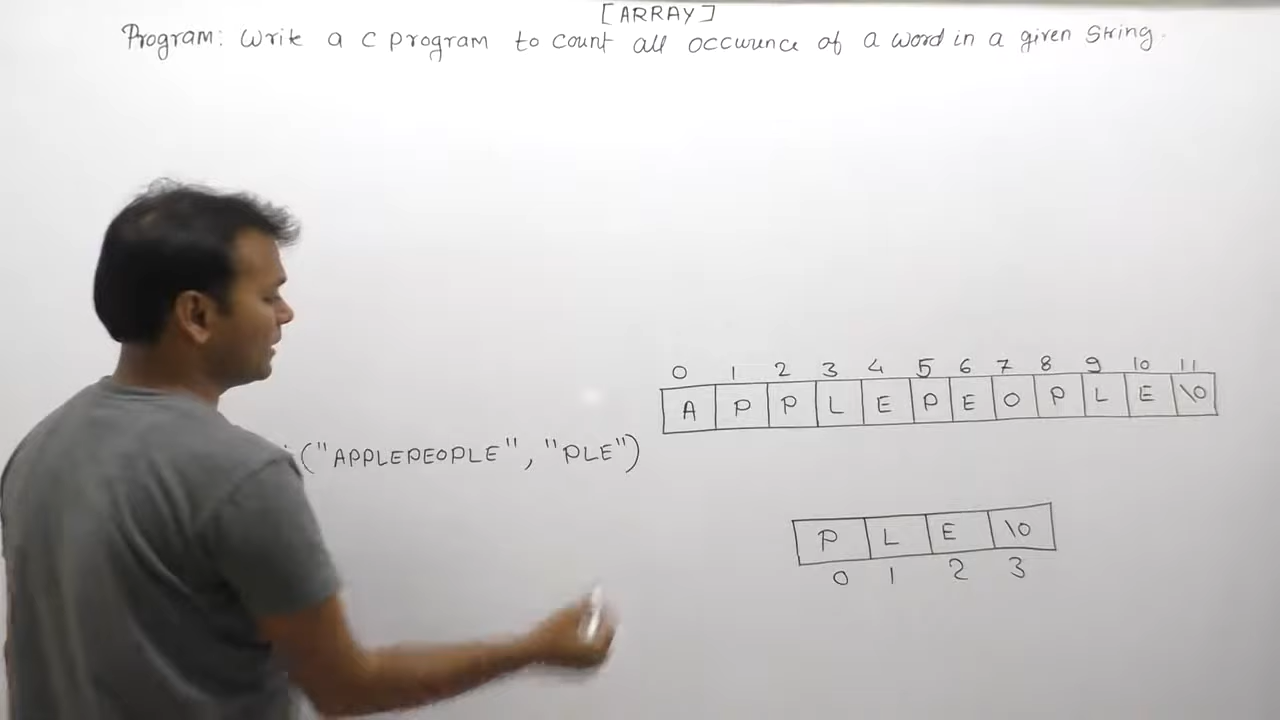 [ARRAY]
Program: Write a C program to count all occurence of a word in a given string.
0 1 2 3 4 5 6 7 8 9 10 11
A P P L E P E O P L E \0
("APPLEPEOPLE", "PLE")
P L E \0
0 1 2 3